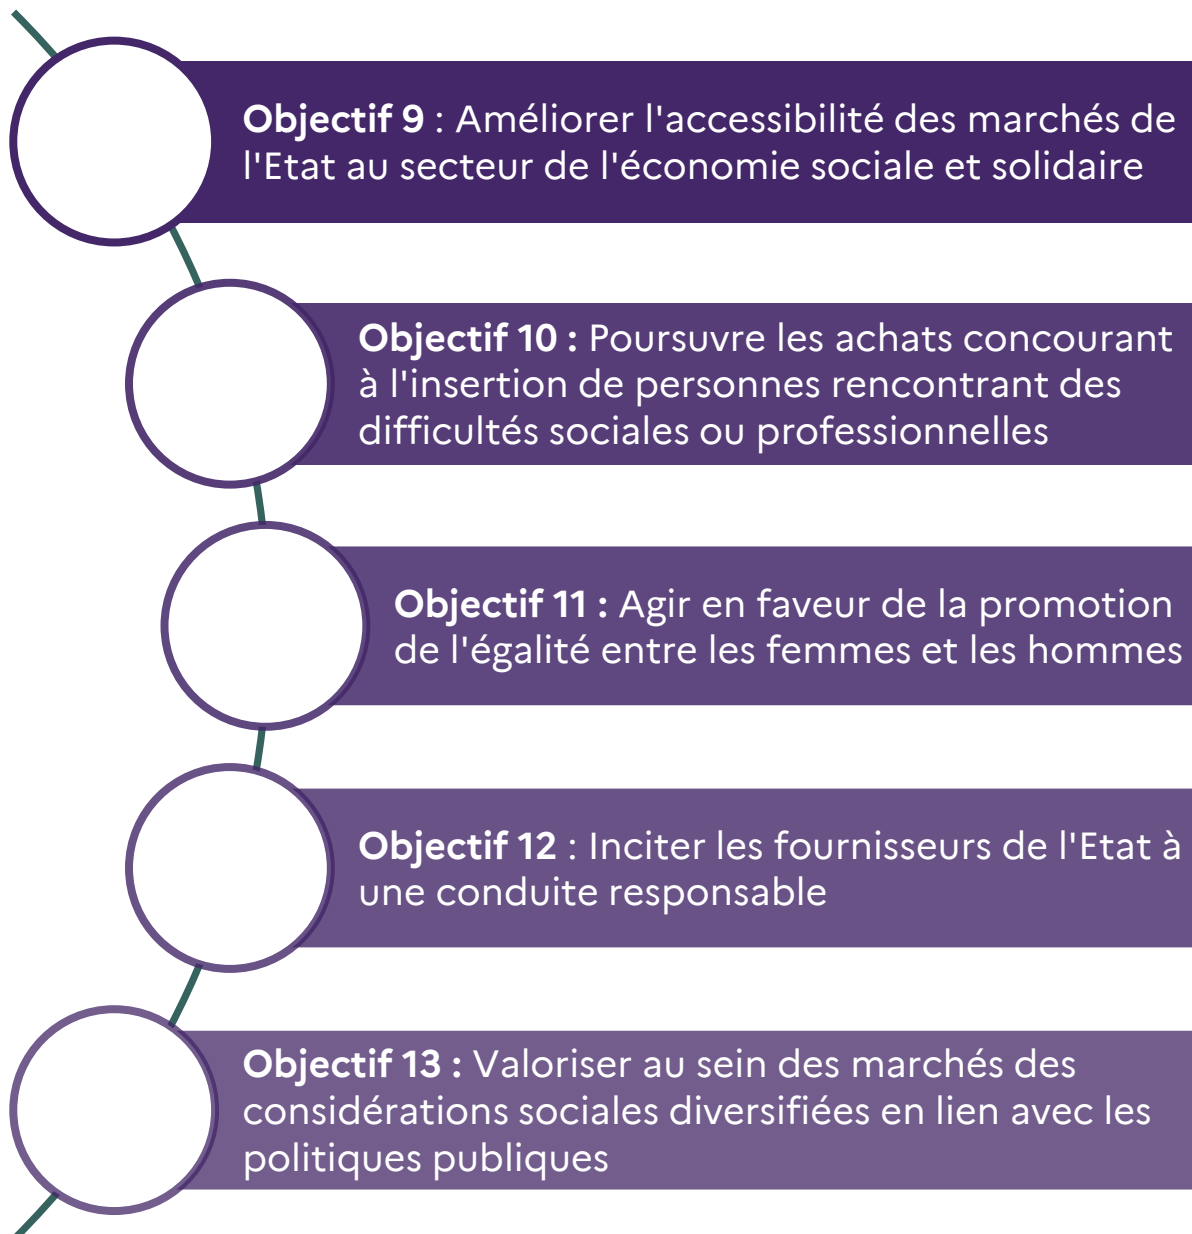 Objectif 9 : Améliorer l'accessibilité des marchés de
l'Etat au secteur de l'économie sociale et solidaire
Objectif 10 : Poursuvre les achats concourant
à l'insertion de personnes rencontrant des
difficultés sociales ou professionnelles
Objectif 11 : Agir en faveur de la promotion
de l'égalité entre les femmes et les hommes
Objectif 12 : Inciter les fournisseurs de l'Etat à
une conduite responsable
Objectif 13 : Valoriser au sein des marchés des
considérations sociales diversifiées en lien avec les
politiques publiques